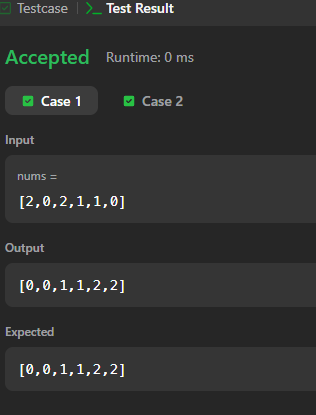 Testcase | >_ Test Result
Accepted Runtime: 0 ms
Case 1 Case 2
Input
nums =
[2,0,2,1,1,0]
Output
[0,0,1,1,2,2]
Expected
[0,0,1,1,2,2]